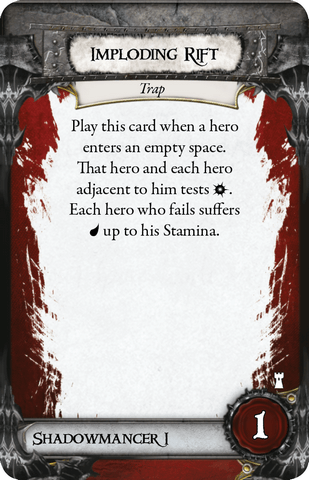 Imploding Rift
Trap
Play this card when a hero
enters an empty space.
That hero and each hero
adjacent to him tests .
Each hero who fails suffers
up to his Stamina.
1
Shadowmancer I